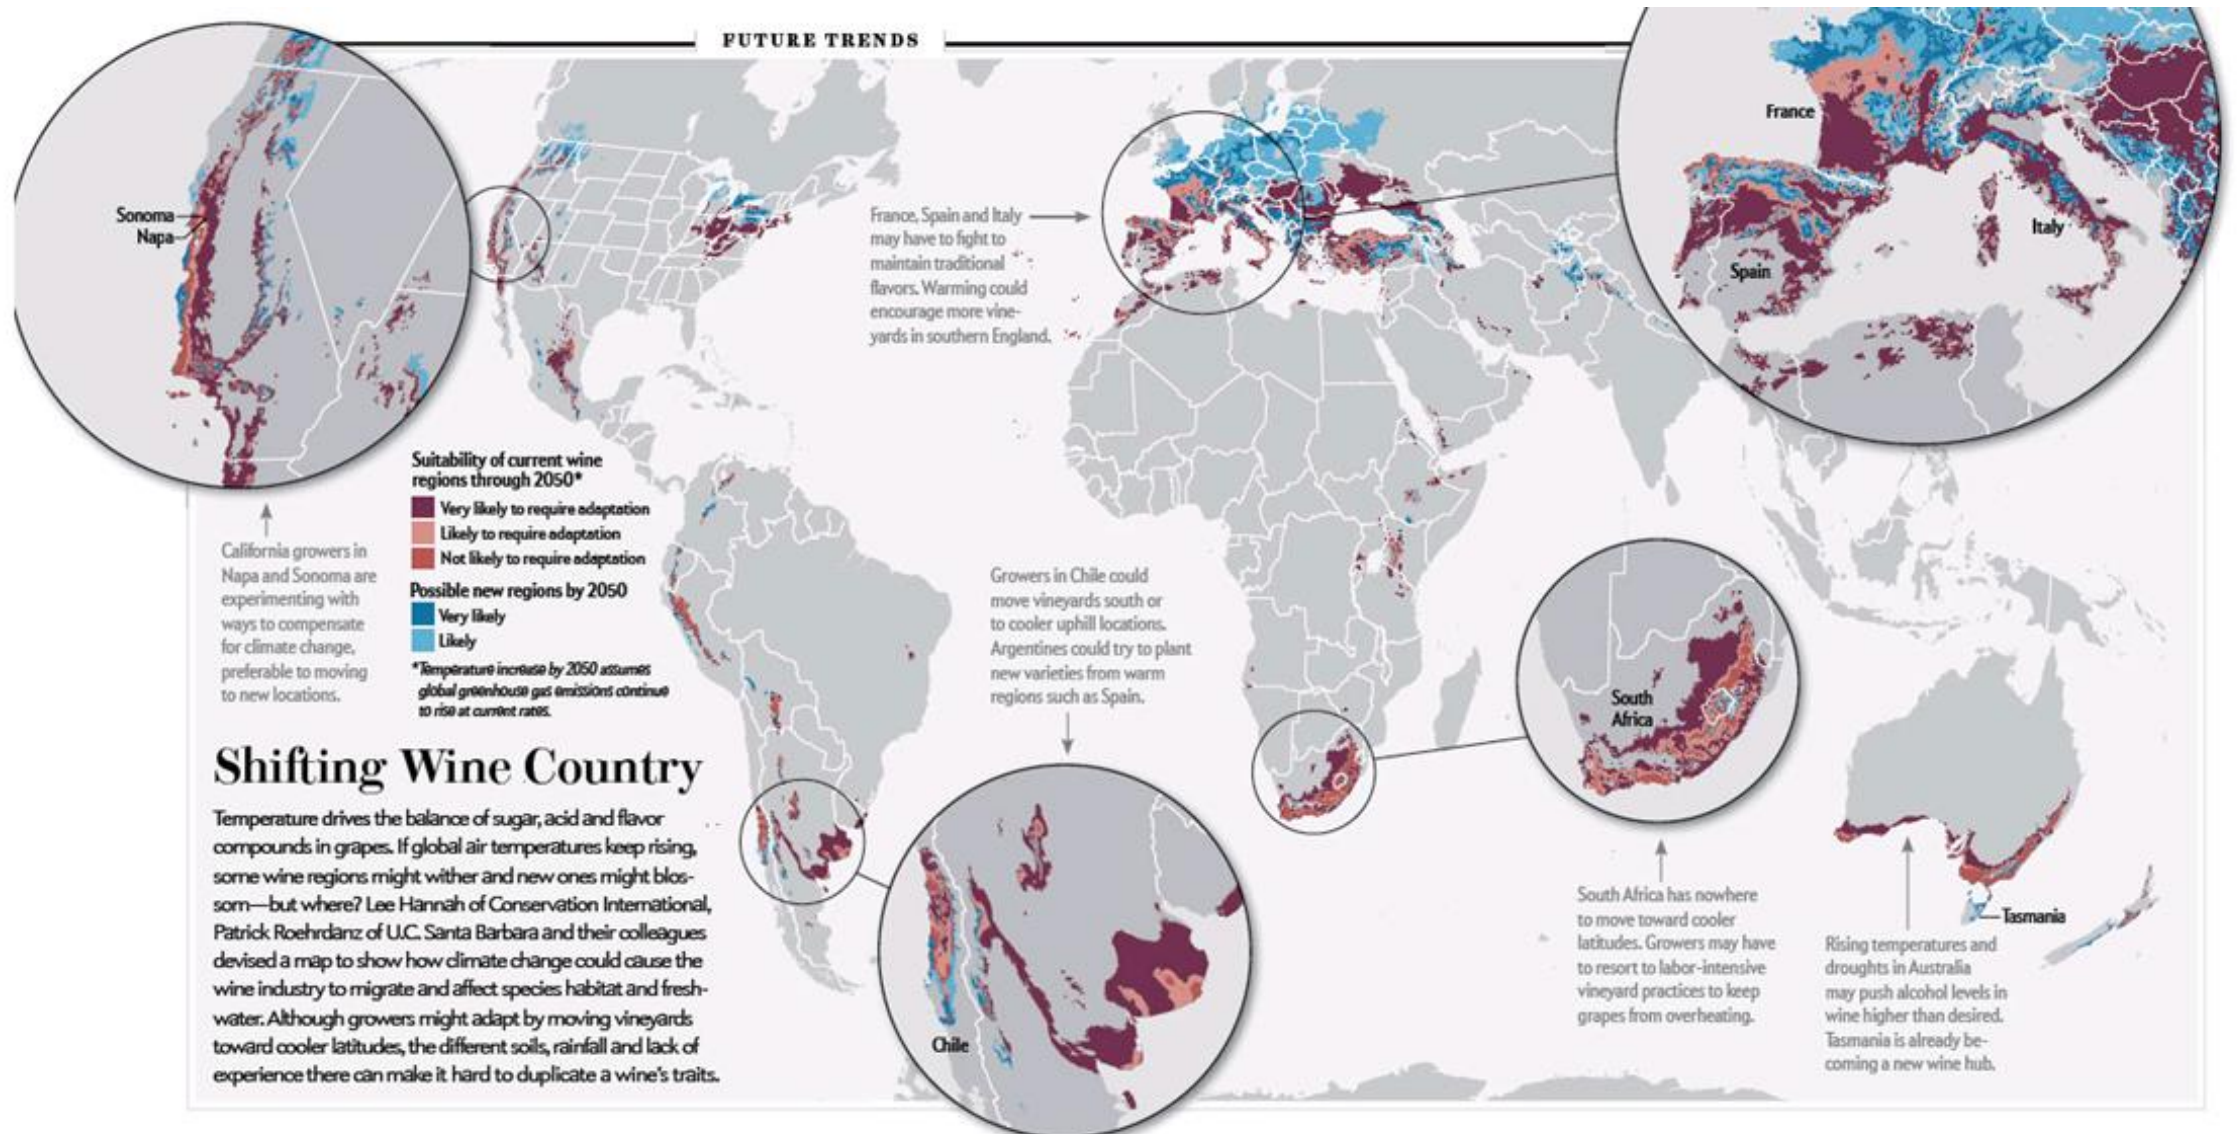 FUTURE TRENDS
Sonoma
Napa
France
Spain
Italy
France, Spain and Italy
may have to fight to
maintain traditional
flavors. Warming could
encourage more vine-
yards in southern England.
California growers in
Napa and Sonoma are
experimenting with
ways to compensate
for climate change,
preferable to moving
to new locations.
Suitability of current wine
regions through 2050*
Very likely to require adaptation
Likely to require adaptation
Not likely to require adaptation
Possible new regions by 2050
Very likely
Likely
*Temperature increase by 2050 assumes
global greenhouse gas emissions continue
to rise at current rates.
Growers in Chile could
move vineyards south or
to cooler uphill locations.
Argentines could try to plant
new varieties from warm
regions such as Spain.
Chile
South
Africa
South Africa has nowhere
to move toward cooler
latitudes. Growers may have
to resort to labor-intensive
vineyard practices to keep
grapes from overheating.
Tasmania
Rising temperatures and
droughts in Australia
may push alcohol levels in
wine higher than desired.
Tasmania is already be-
coming a new wine hub.
Shifting Wine Country
Temperature drives the balance of sugar, acid and flavor
compounds in grapes. If global air temperatures keep rising,
some wine regions might wither and new ones might blos-
som—but where? Lee Hannah of Conservation International,
Patrick Roehrdanz of U.C. Santa Barbara and their colleagues
devised a map to show how climate change could cause the
wine industry to migrate and affect species habitat and fresh-
water. Although growers might adapt by moving vineyards
toward cooler latitudes, the different soils, rainfall and lack of
experience there can make it hard to duplicate a wine's traits.